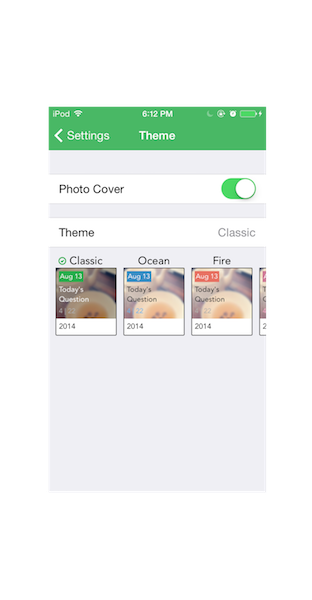 iPod 6:12 PM
Settings Theme
Photo Cover
Theme Classic
Classic Ocean Fire
Aug 13 Aug 13 Aug 13
Today's Today's Today's
Question Question Question
2014 2014 2014